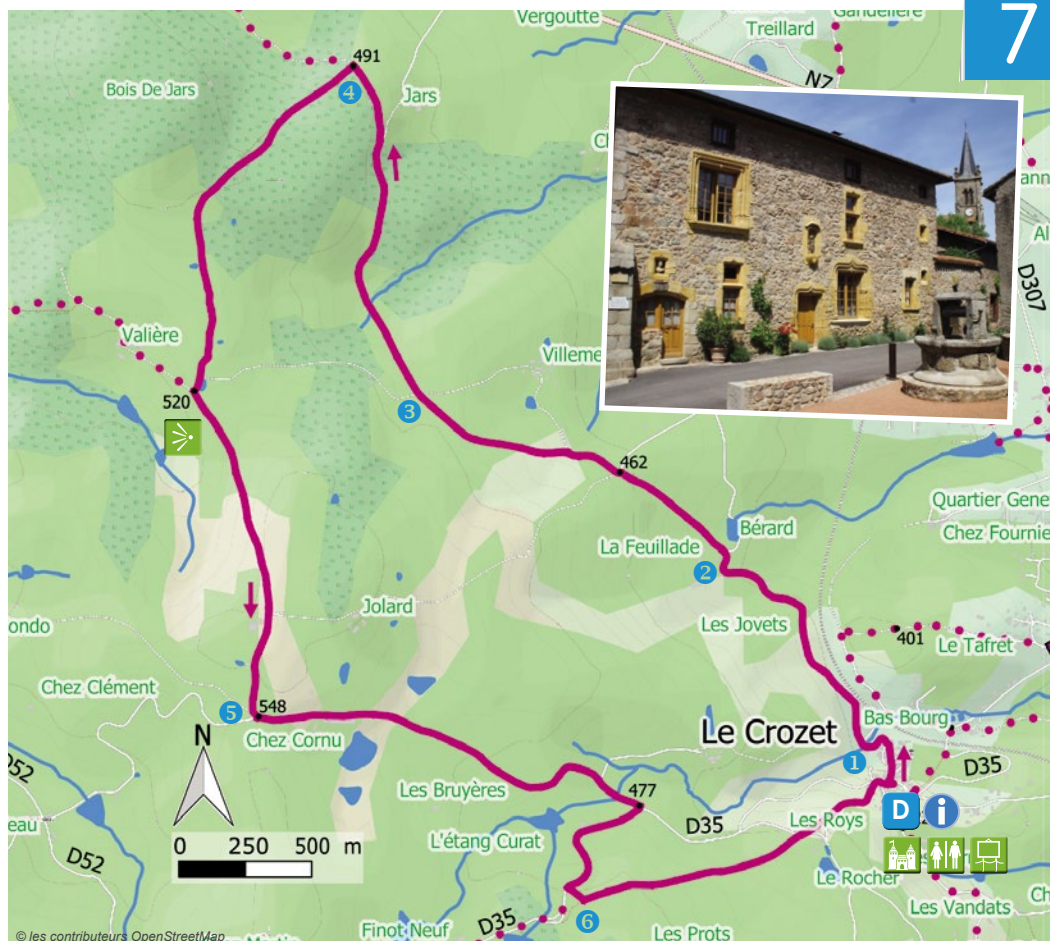 Vergoutte
Gandelière
7
Treillard
491
N7
Bois De Jars
4
Jars
D307
Valière
Villeme
520
3
462
Quartier Gene
Bérard
Chez Fournie
La Feuillade
2
Jolard
ondo
Les Jovets
401
Le Tafret
Chez Clément
5
548
Bas Bourg
N
Chez Cornu
Le Crozet
1
D52
D35
Les Bruyères
477
D
i
eau
L'étang Curat
D35
Les Roys
0 250 500 m
D52
Le Rocher
6
Les Vandats
D35
Finot Neuf
Les Prots
© les contributeurs OpenStreetMap